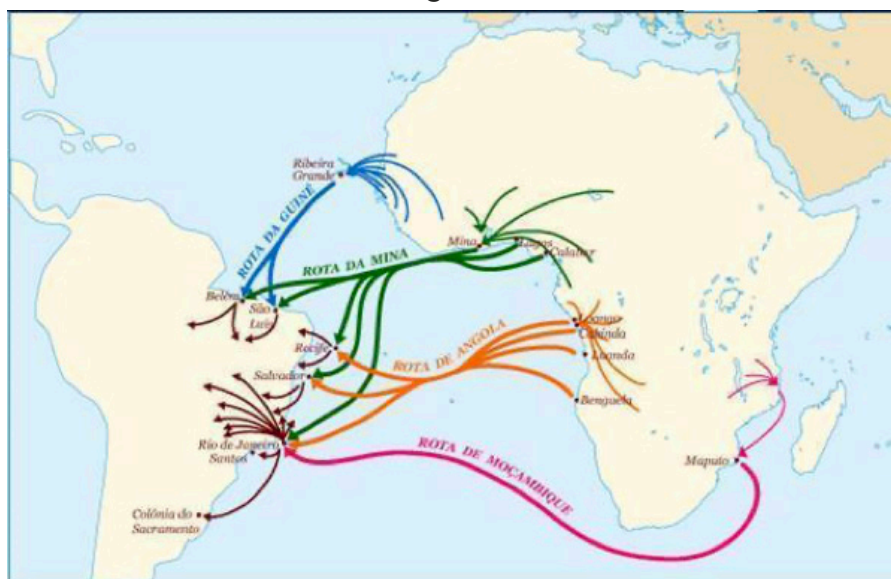 Ribeira
Grande
ROTA DA GUINÉ
Mina
Lagos
Calabar
ROTA DA MINA
Belém
São
Luís
Loango
Cabinda
Recife
ROTA DE ANGOLA
Luanda
Salvador
Benguela
Rio de Janeiro
Santos
ROTA DE MOÇAMBIQUE
Maputo
Colônia do
Sacramento